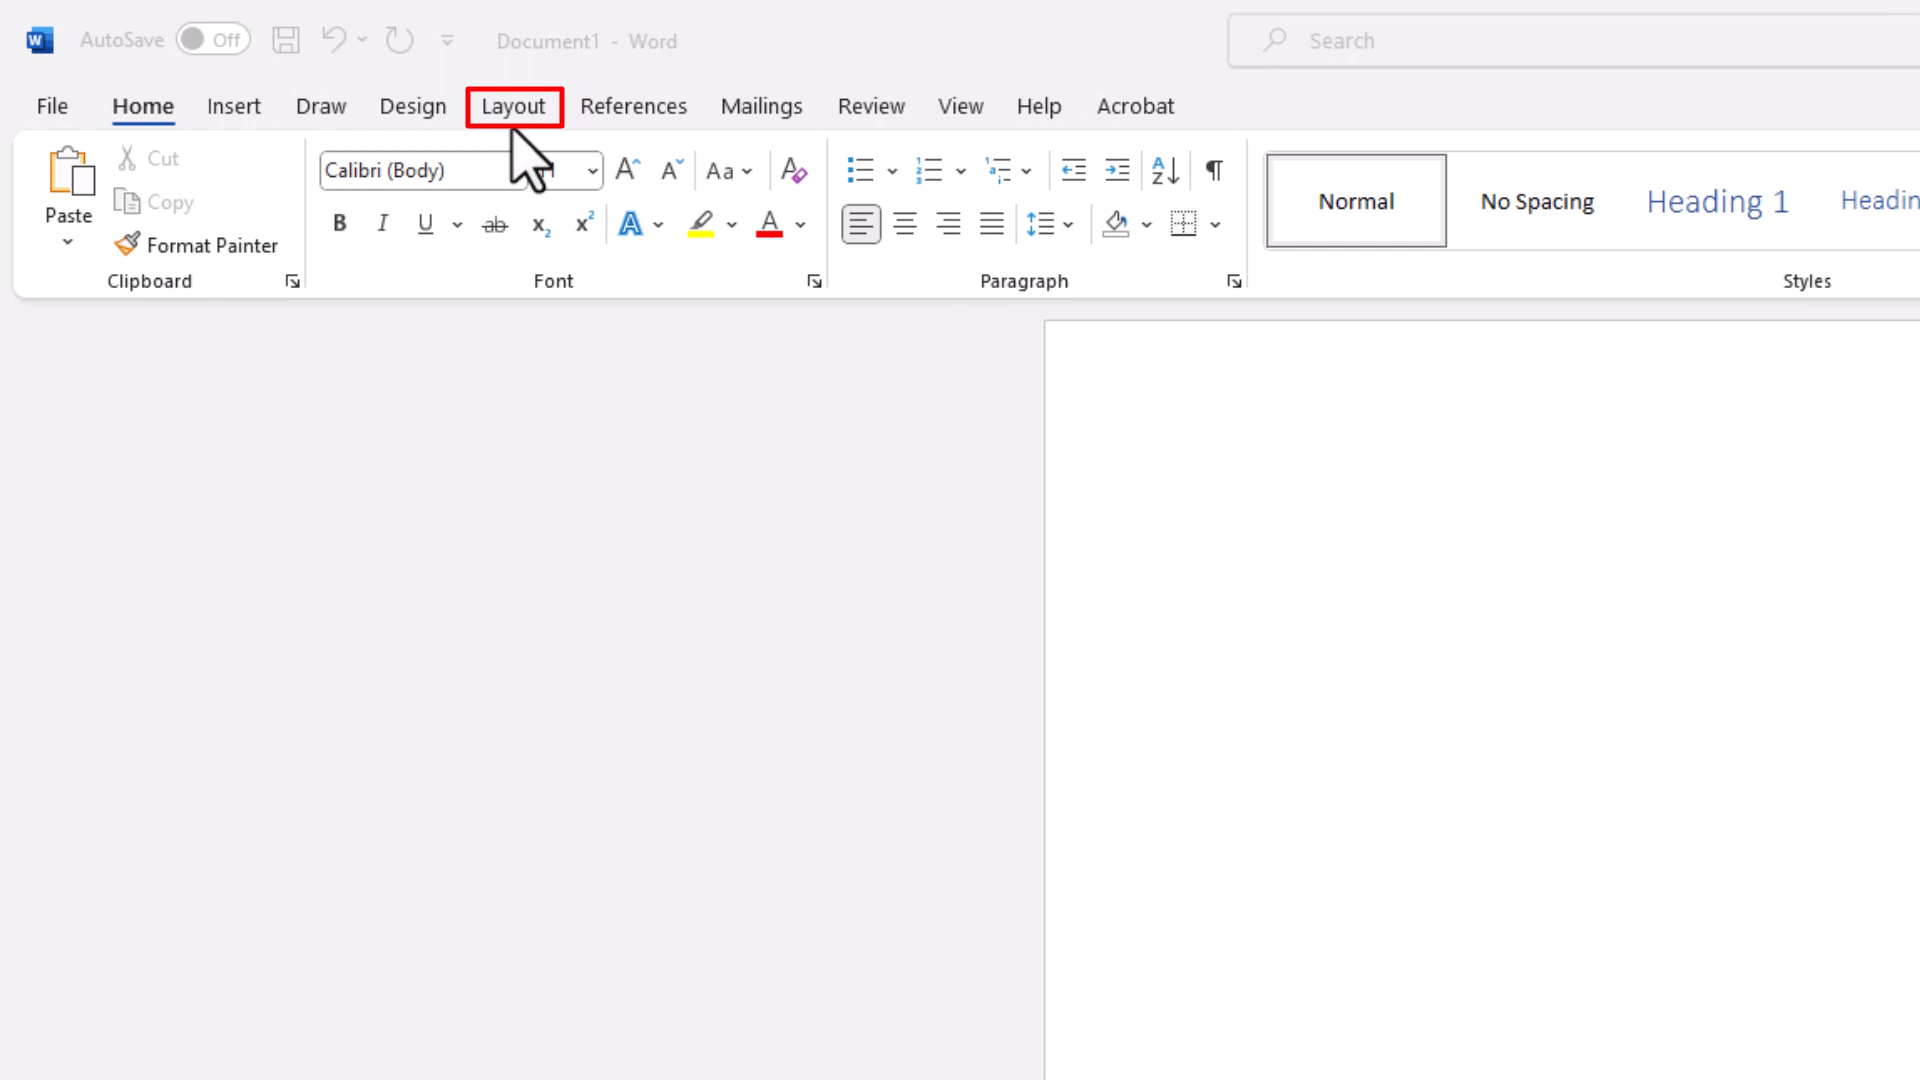 AutoSave Off Document1 - Word Search
File Home Insert Draw Design Layout References Mailings Review View Help Acrobat
Paste
Cut
Copy
Format Painter
Clipboard
Calibri (Body)
Font
Paragraph
Normal No Spacing Heading 1 Headin
Styles